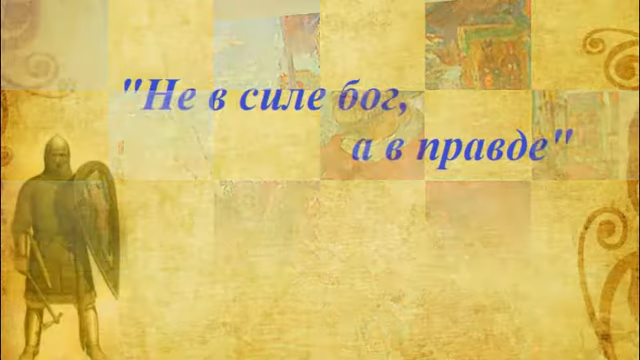 "Не в силе бог,
а в правде"